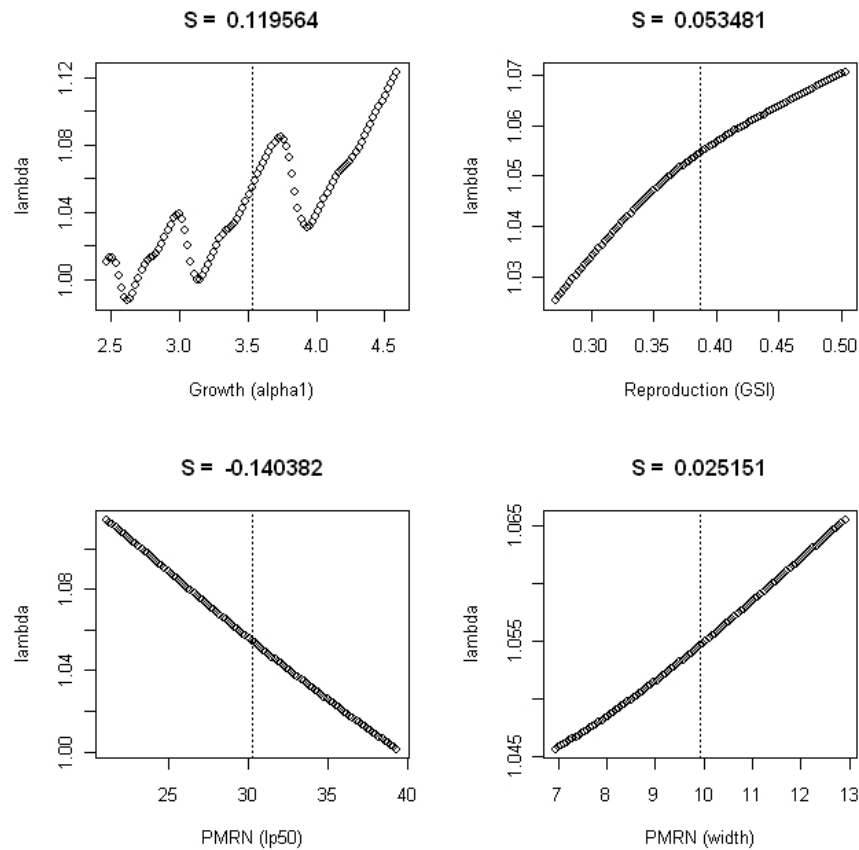 S = 0.119564
lambda
1.00 1.04 1.08 1.12
2.5 3.0 3.5 4.0 4.5
Growth (alpha1)
S = 0.053481
lambda
1.03 1.04 1.05 1.06 1.07
0.30 0.35 0.40 0.45 0.50
Reproduction (GSI)
S = -0.140382
lambda
1.00 1.04 1.08
25 30 35 40
PMRN (lp50)
S = 0.025151
lambda
1.045 1.055 1.065
7 8 9 10 11 12 13
PMRN (width)